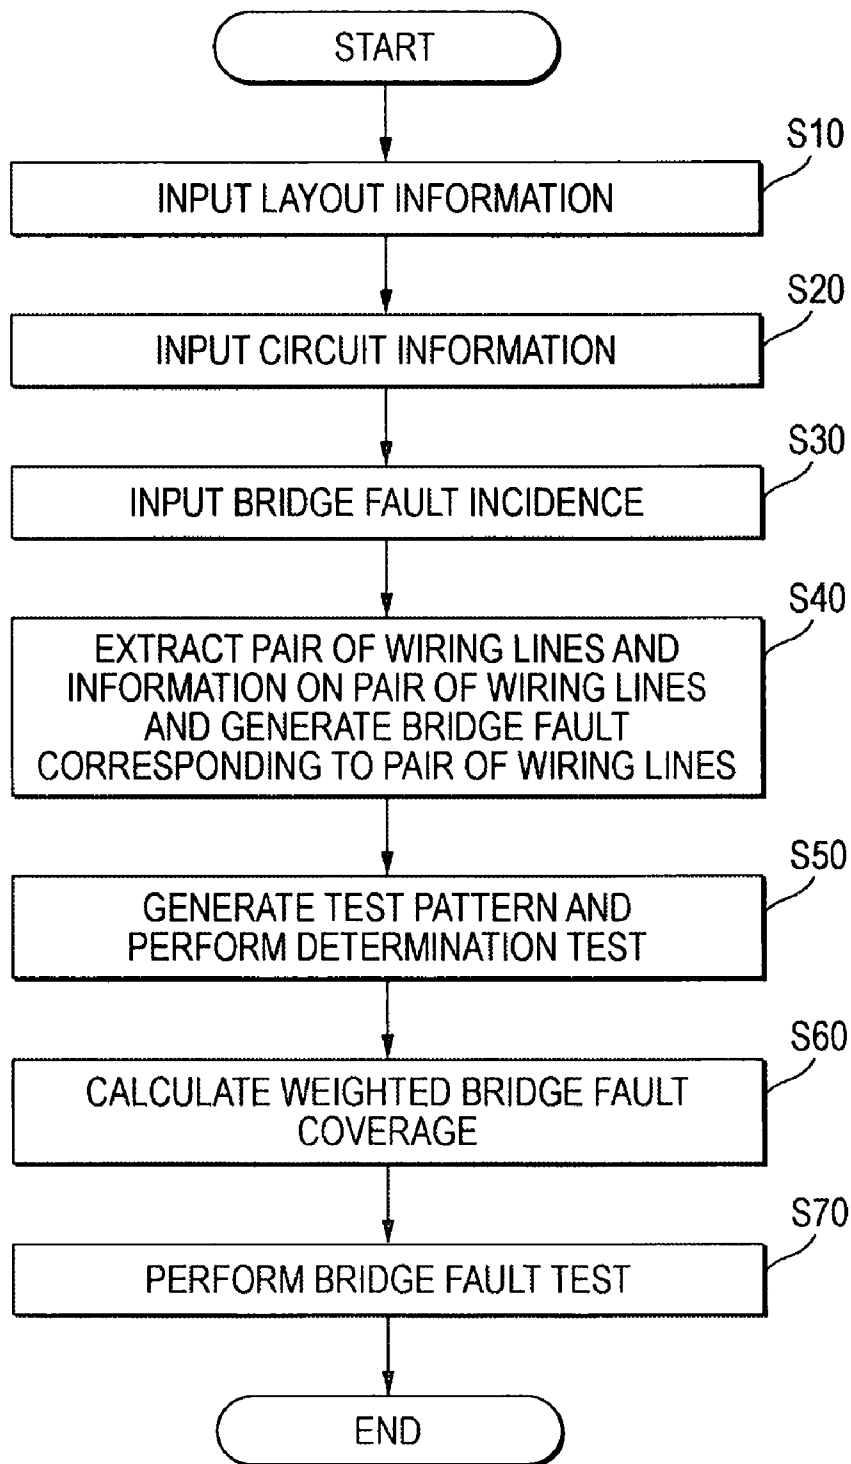 START
S10
INPUT LAYOUT INFORMATION
S20
INPUT CIRCUIT INFORMATION
S30
INPUT BRIDGE FAULT INCIDENCE
S40
EXTRACT PAIR OF WIRING LINES AND
INFORMATION ON PAIR OF WIRING LINES
AND GENERATE BRIDGE FAULT
CORRESPONDING TO PAIR OF WIRING LINES
S50
GENERATE TEST PATTERN AND
PERFORM DETERMINATION TEST
S60
CALCULATE WEIGHTED BRIDGE FAULT
COVERAGE
S70
PERFORM BRIDGE FAULT TEST
END